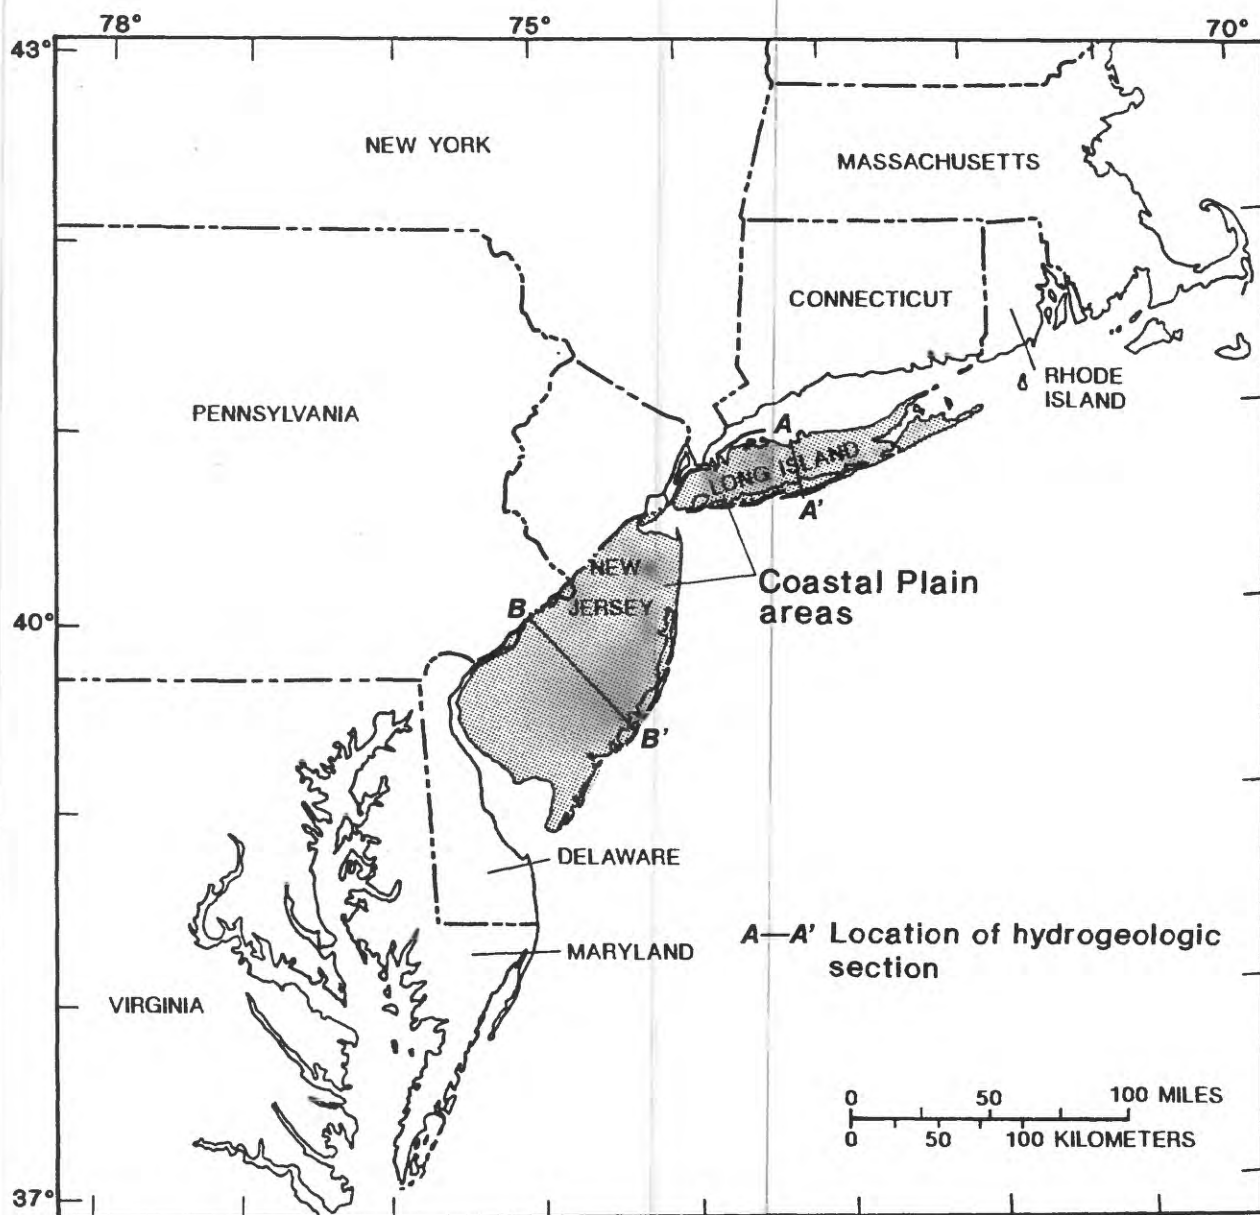 78° 75° 70°
43°
NEW YORK
MASSACHUSETTS
CONNECTICUT
RHODE
ISLAND
PENNSYLVANIA
A
LONG ISLAND
A'
NEW
JERSEY
Coastal Plain
areas
B
40°
B'
DELAWARE
A—A' Location of hydrogeologic
section
MARYLAND
VIRGINIA
0 50 100 MILES
0 50 100 KILOMETERS
37°